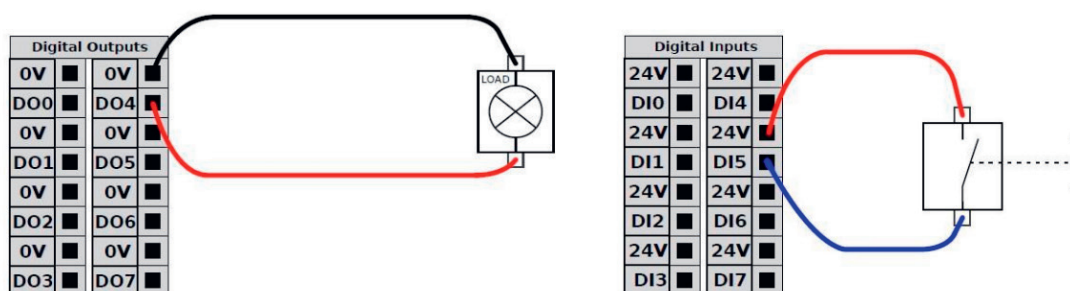 Digital Outputs
0V 0V
DO0 DO4
0V 0V
DO1 DO5
0V 0V
DO2 DO6
0V 0V
DO3 DO7
LOAD
Digital Inputs
24V 24V
DI0 DI4
24V 24V
DI1 DI5
24V 24V
DI2 DI6
24V 24V
DI3 DI7